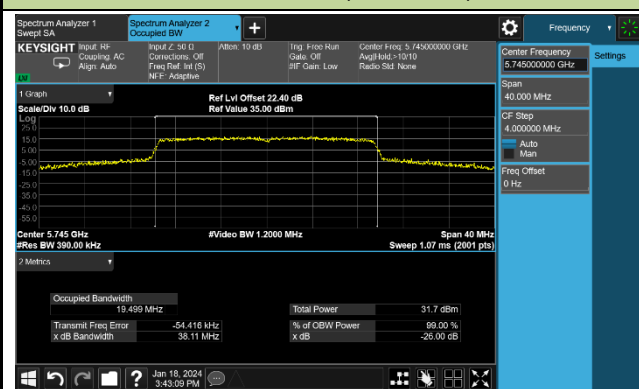 Spectrum Analyzer 1
Swept SA
Spectrum Analyzer 2
Occupied BW
Frequency
KEYSIGHT
Input: RF
Coupling: AC
Align: Auto
Input Z: 50 Ω
Corrections: Off
Freq Ref: Int (S)
NFE: Adaptive
Atten: 10 dB
Trig: Free Run
Gate: Off
#IF Gain: Low
Center Freq: 5.745000000 GHz
Avg|Hold:>10/10
Radio Std: None
LVI
Center Frequency
5.745000000 GHz
Settings
Span
40.000 MHz
CF Step
4.000000 MHz
Auto
Man
Freq Offset
0 Hz
1 Graph
Scale/Div 10.0 dB
Ref Lvl Offset 22.40 dB
Ref Value 35.00 dBm
Log
25.0
15.0
5.00
-5.00
-15.0
-25.0
-35.0
-45.0
-55.0
Center 5.745 GHz
#Res BW 390.00 kHz
#Video BW 1.2000 MHz
Span 40 MHz
Sweep 1.07 ms (2001 pts)
2 Metrics
Occupied Bandwidth
19.499 MHz
Total Power
31.7 dBm
Transmit Freq Error
-54.416 kHz
% of OBW Power
99.00 %
x dB Bandwidth
38.11 MHz
x dB
-26.00 dB
Jan 18, 2024
3:43:09 PM